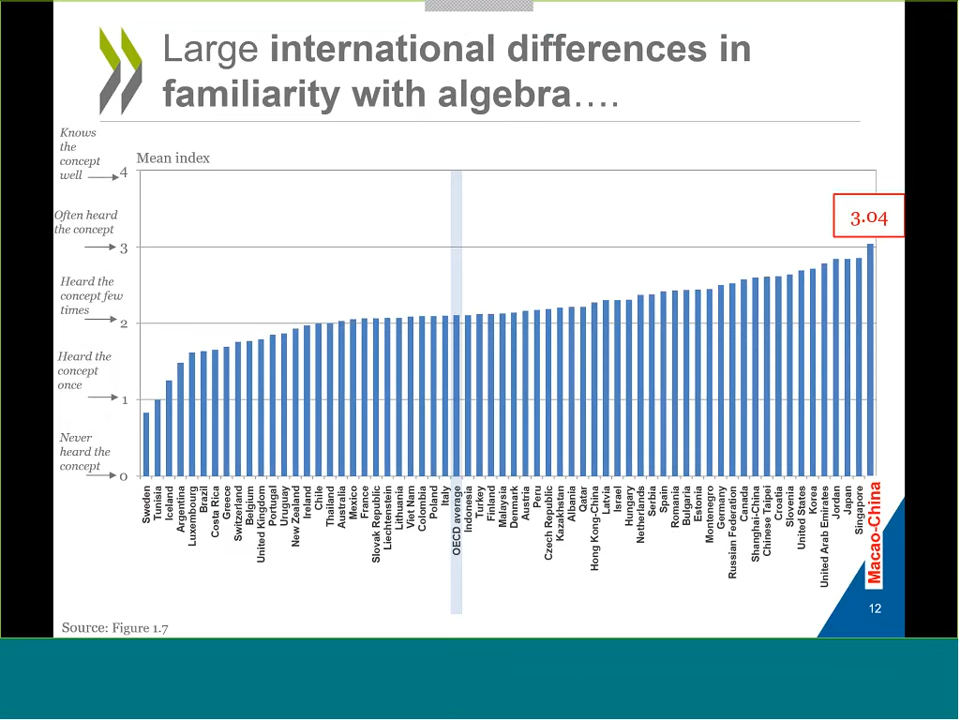 Large international differences in
familiarity with algebra….
Knows
the
concept
well
Mean index
4
Often heard
the concept
3
3.04
Heard the
concept few
times
2
Heard the
concept
once
1
Never
heard the
concept
0
Sweden
Tunisia
Iceland
Argentina
Luxembourg
Brazil
Costa Rica
Greece
Switzerland
Belgium
United Kingdom
Portugal
Uruguay
New Zealand
Ireland
Chile
Thailand
Australia
Mexico
France
Slovak Republic
Liechtenstein
Lithuania
Viet Nam
Colombia
Poland
Italy
OECD average
Indonesia
Turkey
Finland
Malaysia
Denmark
Austria
Peru
Czech Republic
Kazakhstan
Albania
Qatar
Hong Kong-China
Latvia
Israel
Hungary
Netherlands
Serbia
Spain
Romania
Bulgaria
Estonia
Montenegro
Germany
Russian Federation
Canada
Shanghai-China
Chinese Taipei
Croatia
Slovenia
United States
Korea
United Arab Emirates
Jordan
Japan
Singapore
Macao-China
12
Source: Figure 1.7